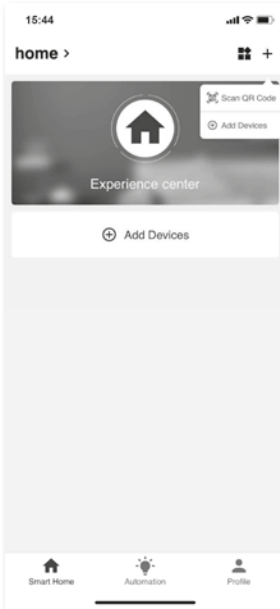 15:44
home >
Scan QR Code
Add Devices
Experience center
Add Devices
Smart Home Automation Profile